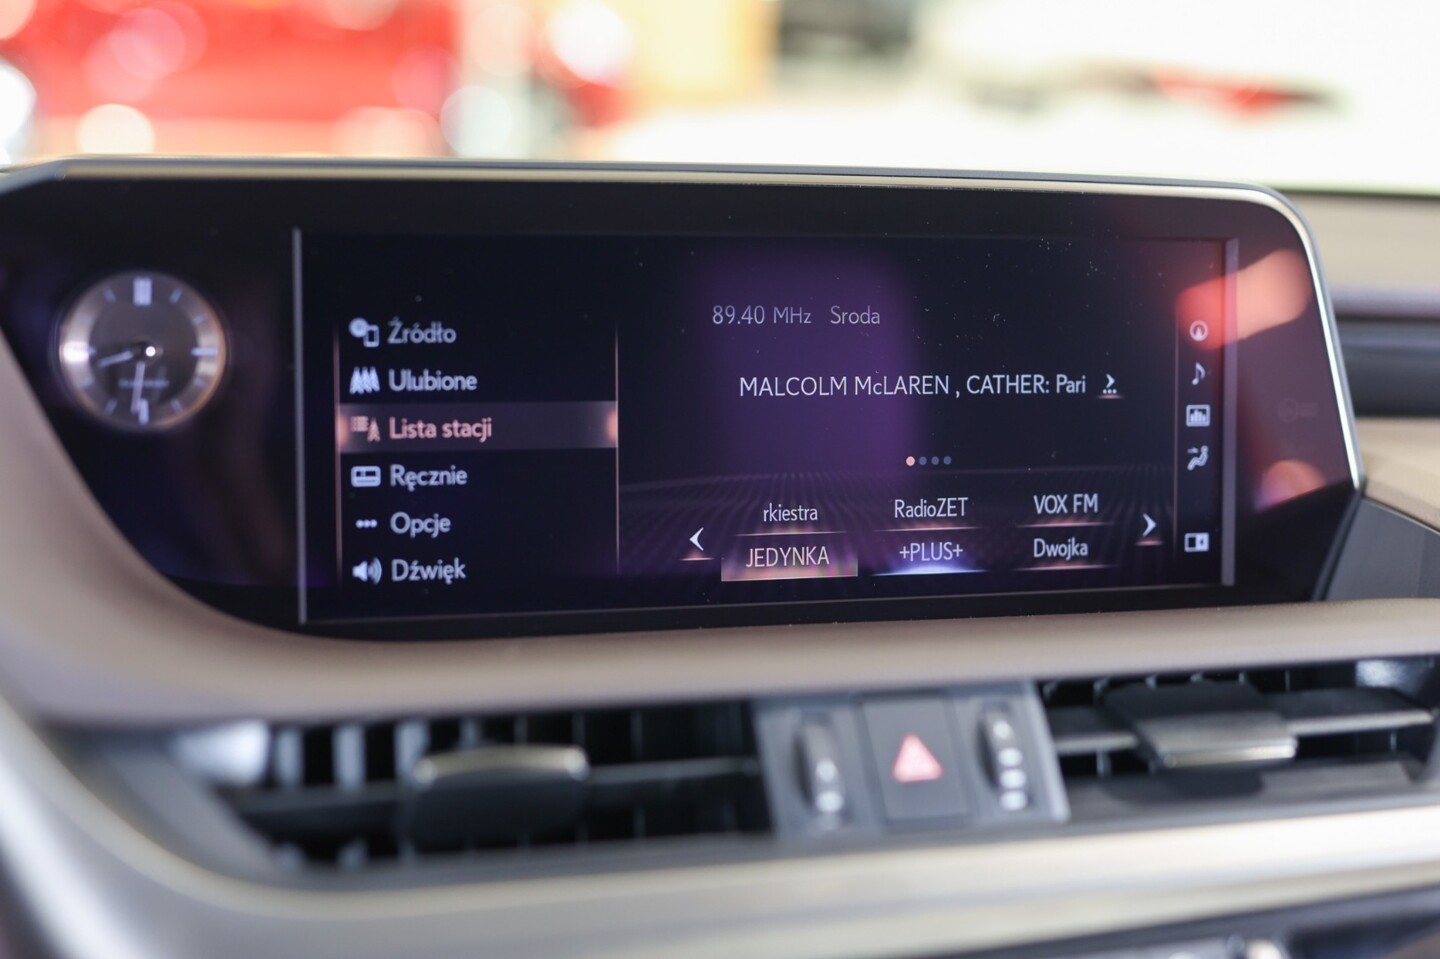 Źródło
Ulubione
Lista stacji
Ręcznie
Opcje
Dźwięk
89.40 MHz Sroda
MALCOLM McLAREN , CATHER: Pari
rkiestra RadioZET VOX FM
JEDYNKA +PLUS+ Dwojka